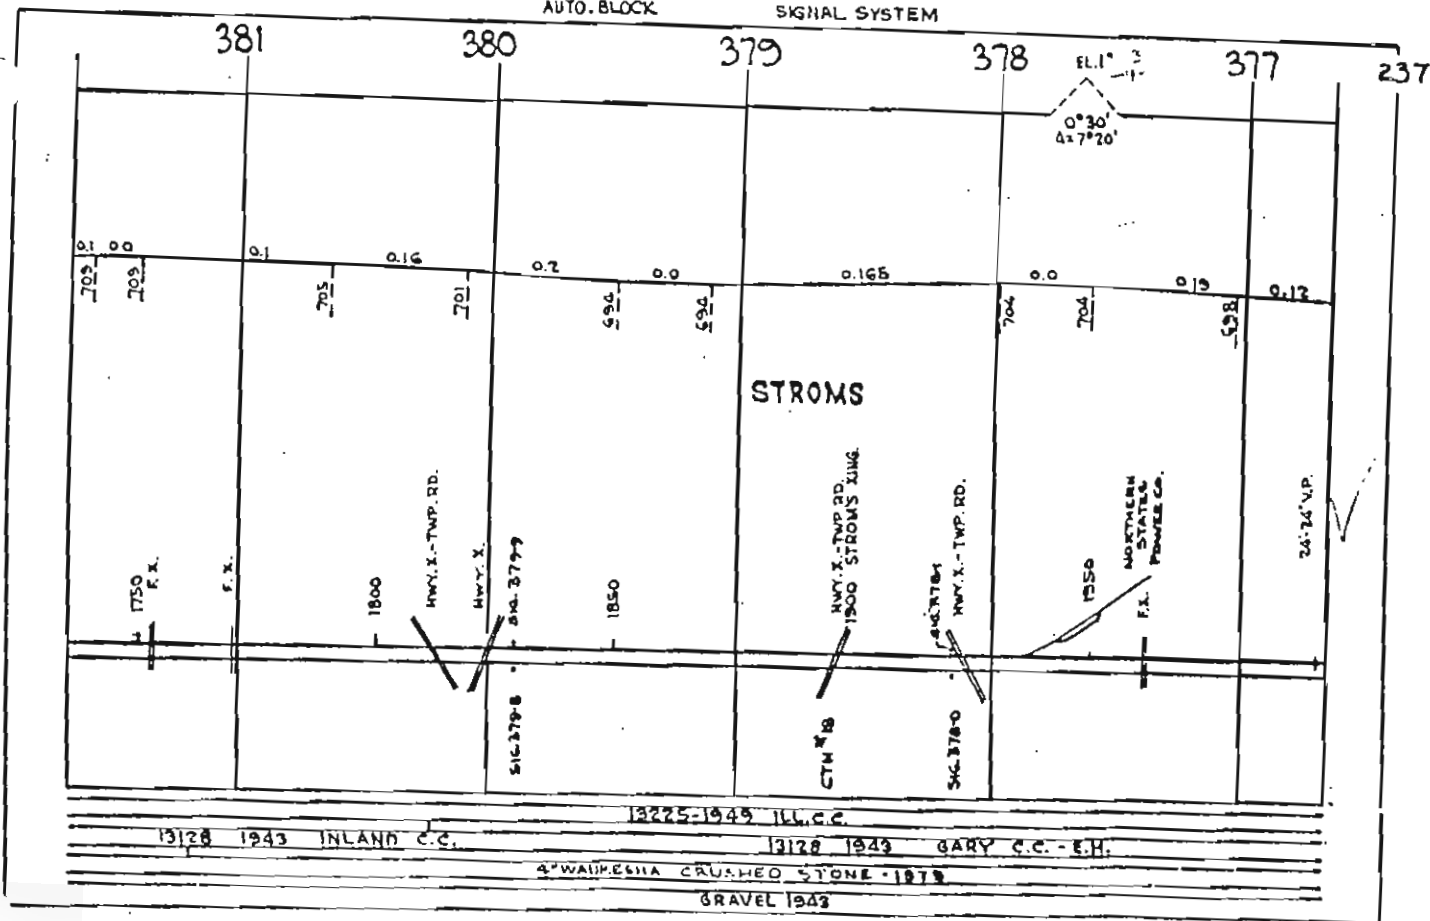 AUTO. BLOCK SIGNAL SYSTEM
381 380 379 378 377 237
EL. 1"
0°30'
Δ=7°20'
0.1 0.0 0.1 0.16 0.2 0.0 0.165 0.0 0.19 0.12
709 709 705 701 694 694 704 704 698
STROMS
1750
F.X.
F.X.
1800
HWY. X.-TWP. RD.
HWY. X.
SIG. 379-9
SIG. 379-8
1850
HWY. X.-TWP. RD.
1900 STROMS XING.
CTH #18
HWY. X.-TWP. RD.
SIG. 378-0
1950
NORTHERN
STATES
POWER CO.
F.X.
24'-24" V.P.
13225-1949 ILL.C.C.
13128 1943 INLAND C.C. 13128 1943 GARY C.C.-E.H.
4" WAUKESHA CRUSHED STONE - 1979
GRAVEL 1943